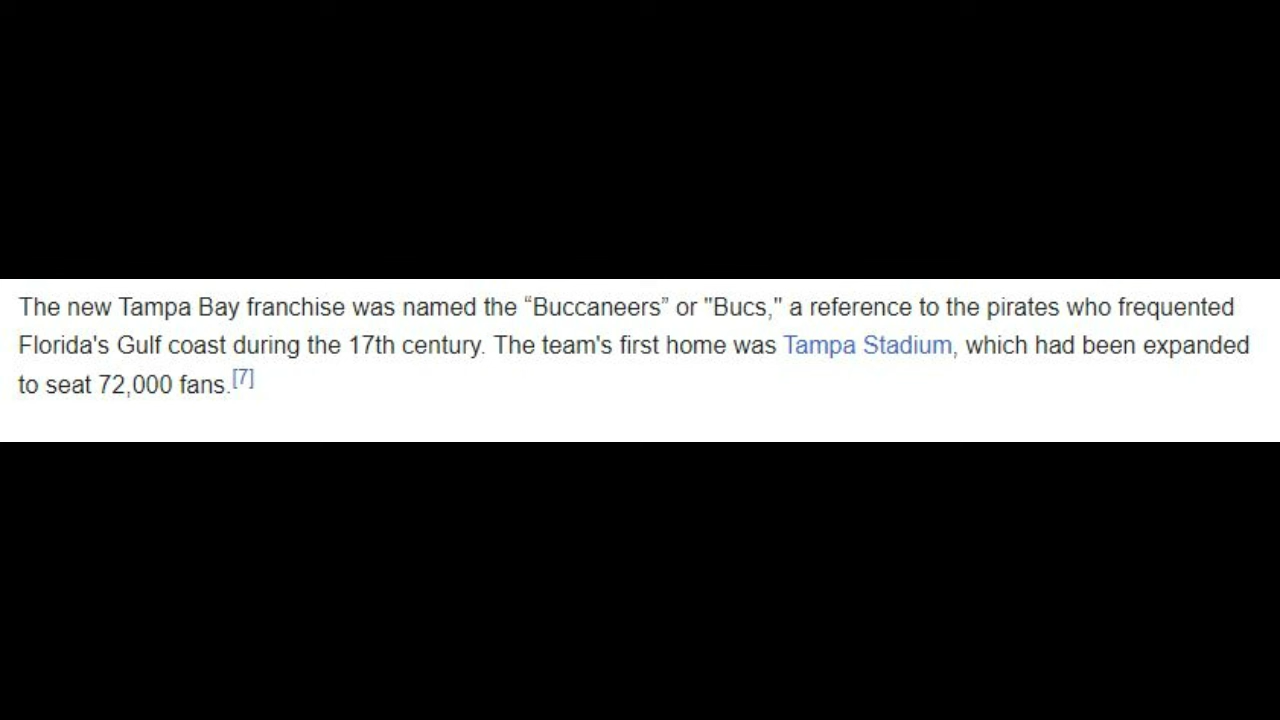 The new Tampa Bay franchise was named the “Buccaneers” or "Bucs," a reference to the pirates who frequented
Florida's Gulf coast during the 17th century. The team's first home was Tampa Stadium, which had been expanded
to seat 72,000 fans.[7]